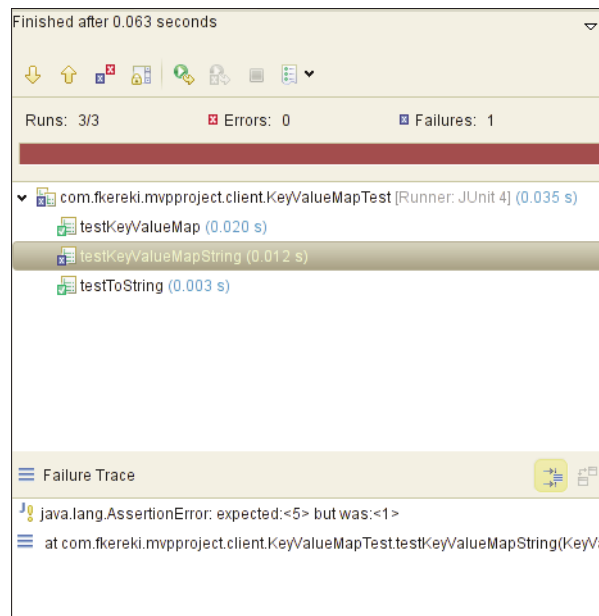 Finished after 0.063 seconds
Runs: 3/3 Errors: 0 Failures: 1
com.fkereki.mvpproject.client.KeyValueMapTest [Runner: JUnit 4] (0.035 s)
testKeyValueMap (0.020 s)
testKeyValueMapString (0.012 s)
testToString (0.003 s)
Failure Trace
java.lang.AssertionError: expected:<5> but was:<1>
at com.fkereki.mvpproject.client.KeyValueMapTest.testKeyValueMapString(KeyV